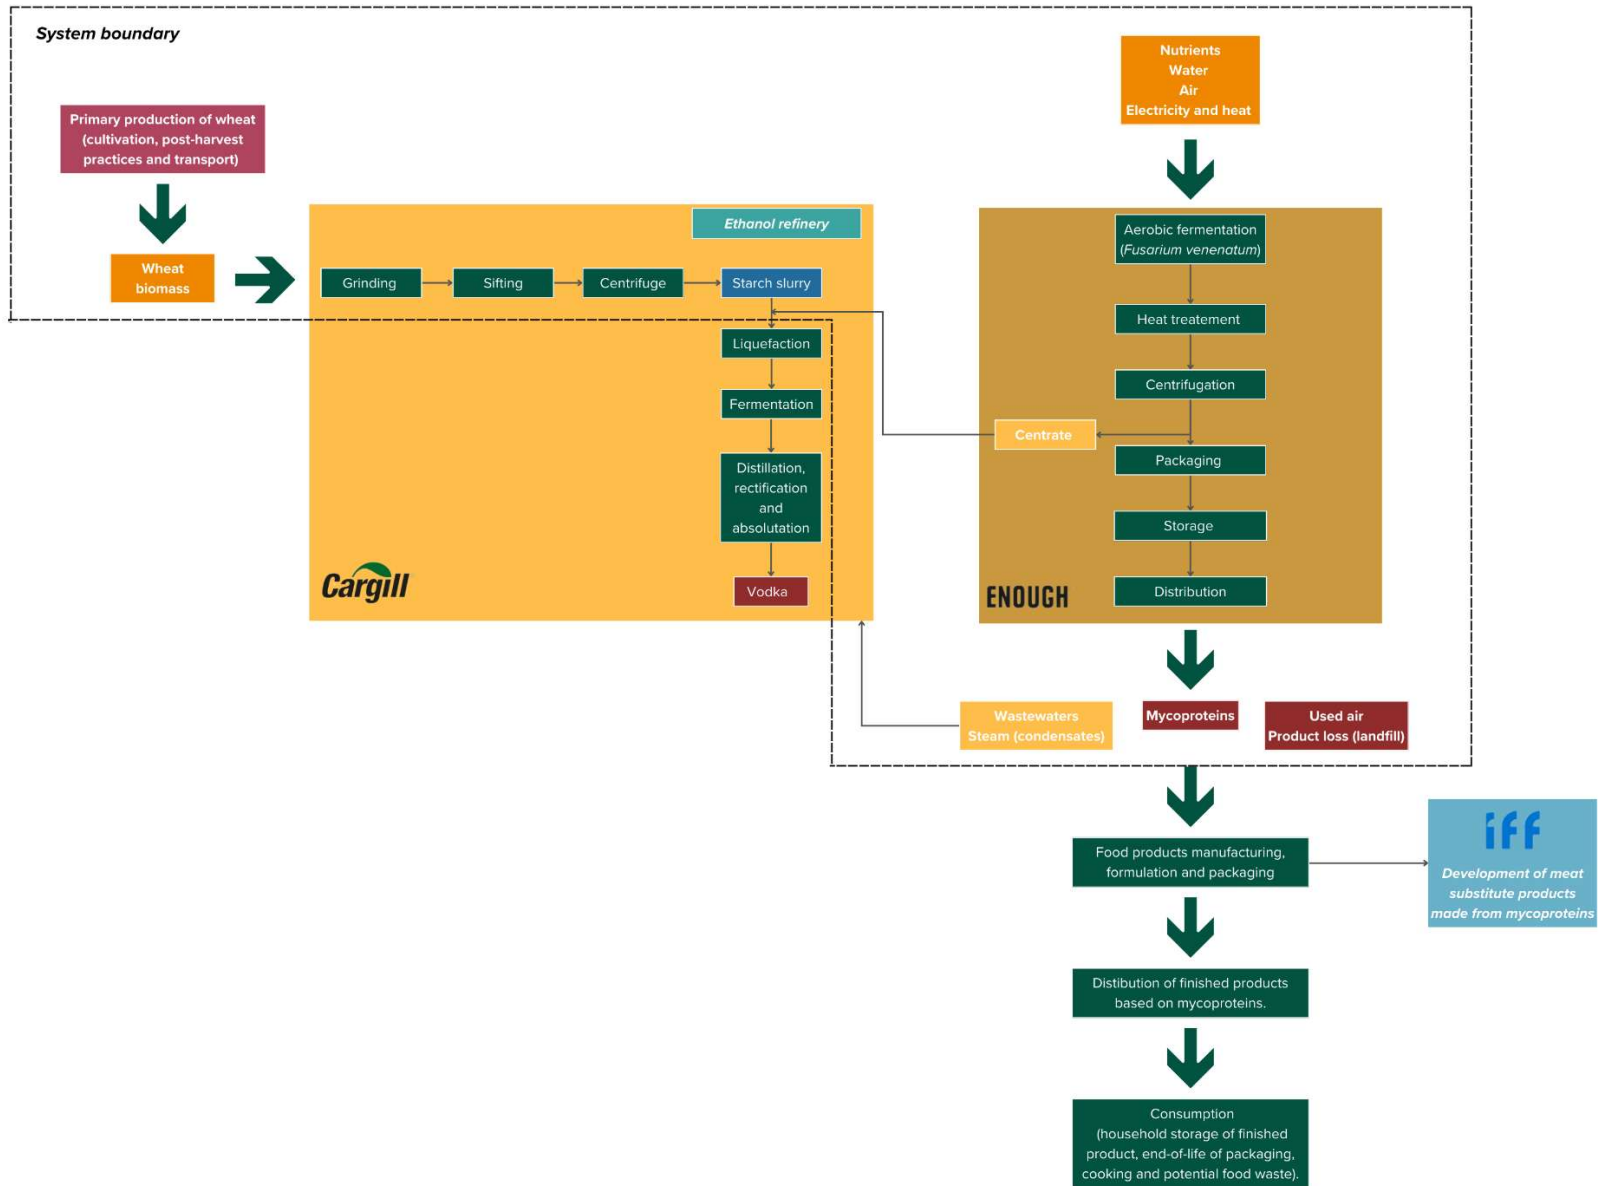 System boundary
Nutrients
Water
Air
Electricity and heat
Primary production of wheat
(cultivation, post-harvest
practices and transport)
Wheat
biomass
Ethanol refinery
Grinding
Sifting
Centrifuge
Starch slurry
Liquefaction
Fermentation
Distillation,
rectification
and
absolutation
Vodka
Cargill
Aerobic fermentation
(Fusarium venenatum)
Heat treatement
Centrifugation
Centrate
Packaging
Storage
Distribution
ENOUGH
Wastewaters
Steam (condensates)
Mycoproteins
Used air
Product loss (landfill)
Food products manufacturing,
formulation and packaging
iff
Development of meat
substitute products
made from mycoproteins
Distibution of finished products
based on mycoproteins.
Consumption
(household storage of finished
product, end-of-life of packaging,
cooking and potential food waste).